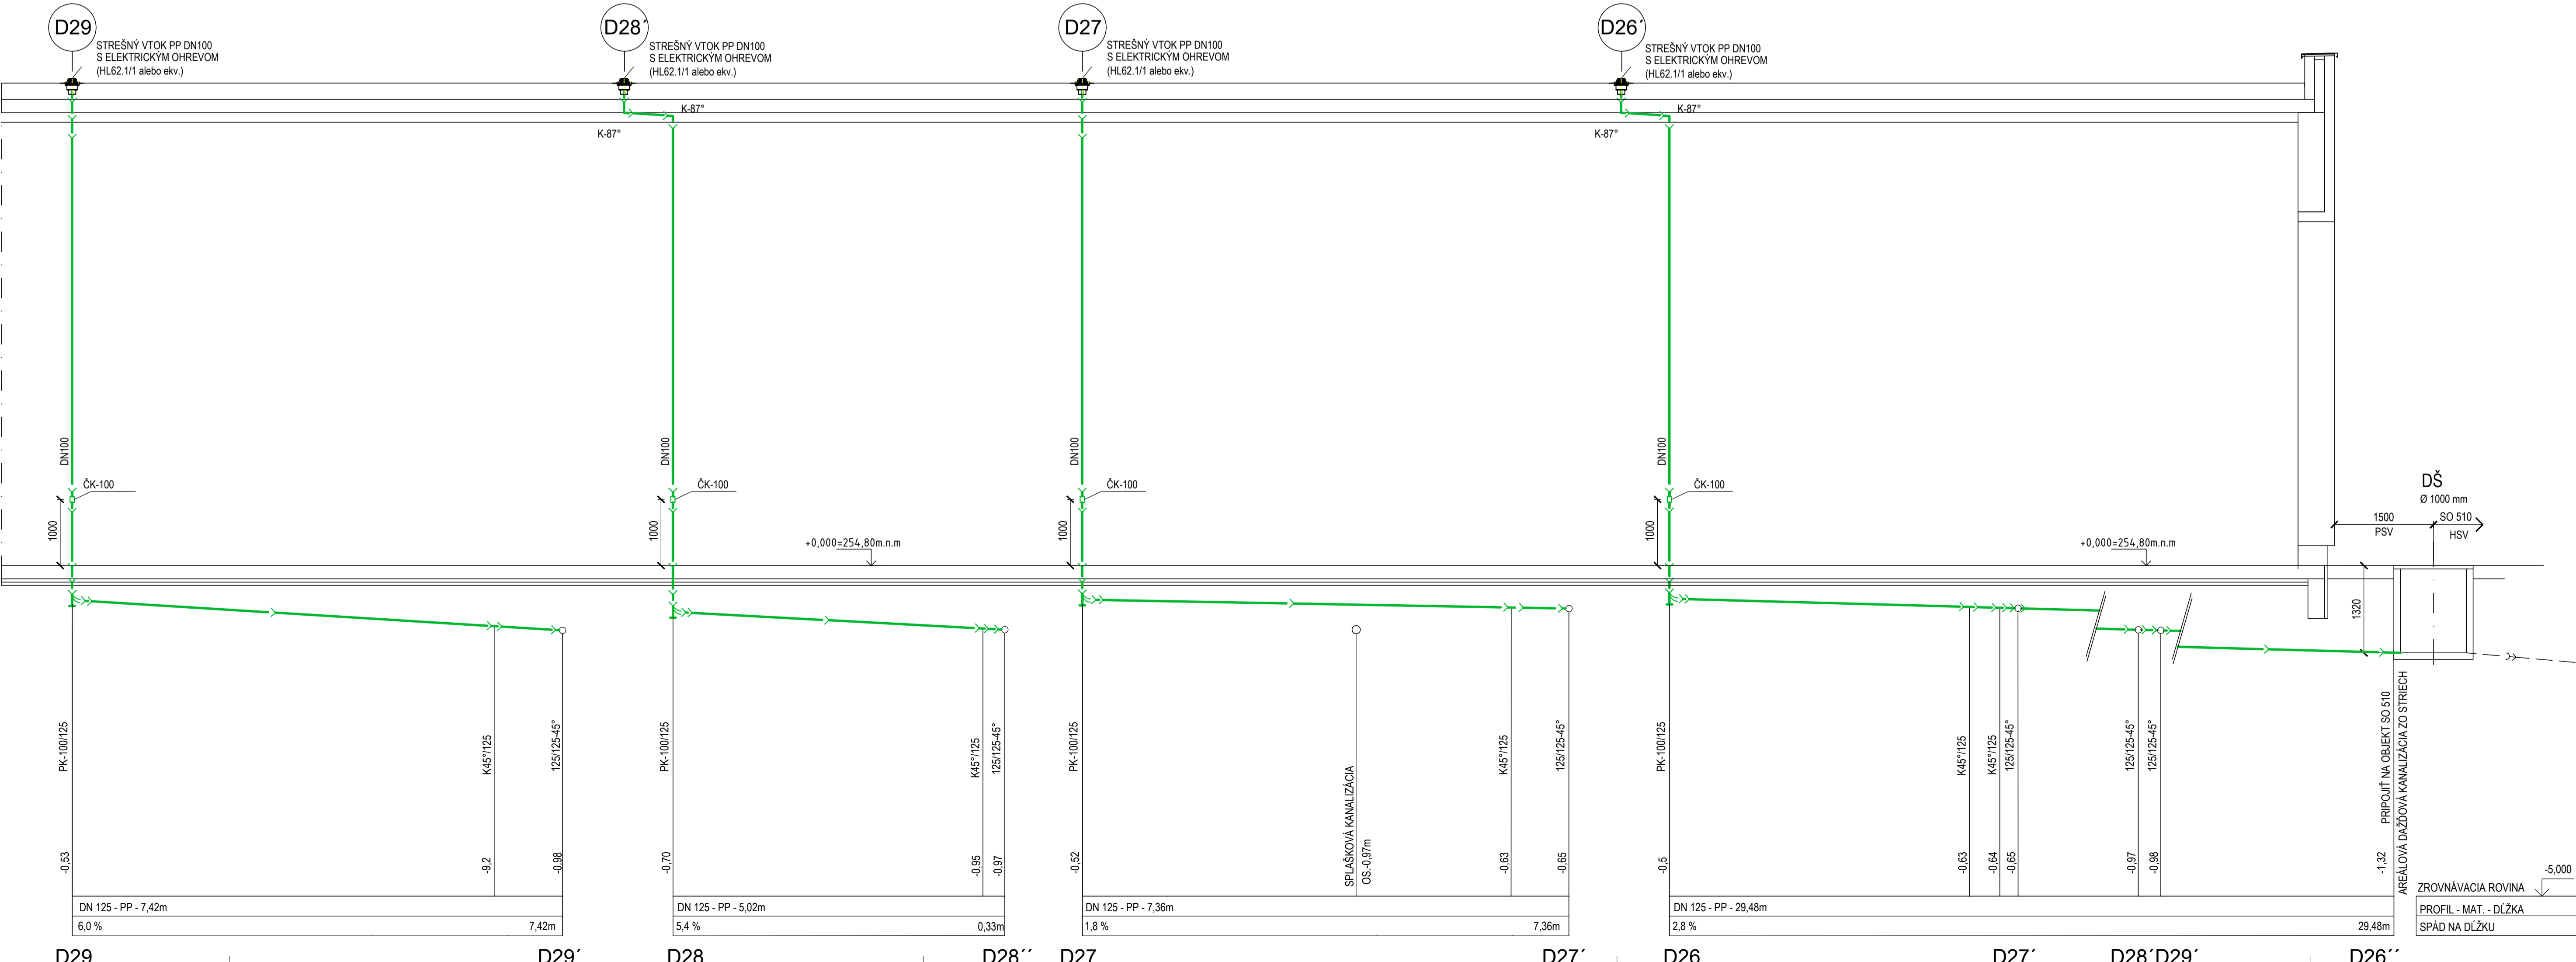 D29
STREŠNÝ VTOK PP DN100
S ELEKTRICKÝM OHREVOM
(HL62.1/1 alebo ekv.)
D28´
STREŠNÝ VTOK PP DN100
S ELEKTRICKÝM OHREVOM
(HL62.1/1 alebo ekv.)
D27
STREŠNÝ VTOK PP DN100
S ELEKTRICKÝM OHREVOM
(HL62.1/1 alebo ekv.)
D26´
STREŠNÝ VTOK PP DN100
S ELEKTRICKÝM OHREVOM
(HL62.1/1 alebo ekv.)
K-87°
K-87°
K-87°
K-87°
DN100
DN100
DN100
DN100
ČK-100
ČK-100
ČK-100
ČK-100
1000
1000
1000
1000
+0,000=254,80m.n.m
+0,000=254,80m.n.m
DŠ
Ø 1000 mm
1500
PSV
SO 510
HSV
1320
PK-100/125
K45°/125
125/125-45°
PK-100/125
K45°/125
125/125-45°
PK-100/125
SPLAŠKOVÁ KANALIZÁCIA
OS.-0,97m
K45°/125
125/125-45°
PK-100/125
K45°/125
K45°/125
125/125-45°
125/125-45°
125/125-45°
PRIPOJIŤ NA OBJEKT SO 510
AREÁLOVÁ DAŽĎOVÁ KANALIZÁCIA ZO STRIECH
-0,53
-9,2
-0,98
-0,70
-0,95
-0,97
-0,52
-0,63
-0,65
-0,5
-0,63
-0,64
-0,65
-0,97
-0,98
-1,32
-5,000
ZROVNÁVACIA ROVINA
DN 125 - PP - 7,42m
DN 125 - PP - 5,02m
DN 125 - PP - 7,36m
DN 125 - PP - 29,48m
PROFIL - MAT. - DĹŽKA
6,0 %
7,42m
5,4 %
0,33m
1,8 %
7,36m
2,8 %
29,48m
SPÁD NA DĹŽKU
D29
D29´
D28
D28´´
D27
D27´
D26
D27´
D28´D29´
D26´´